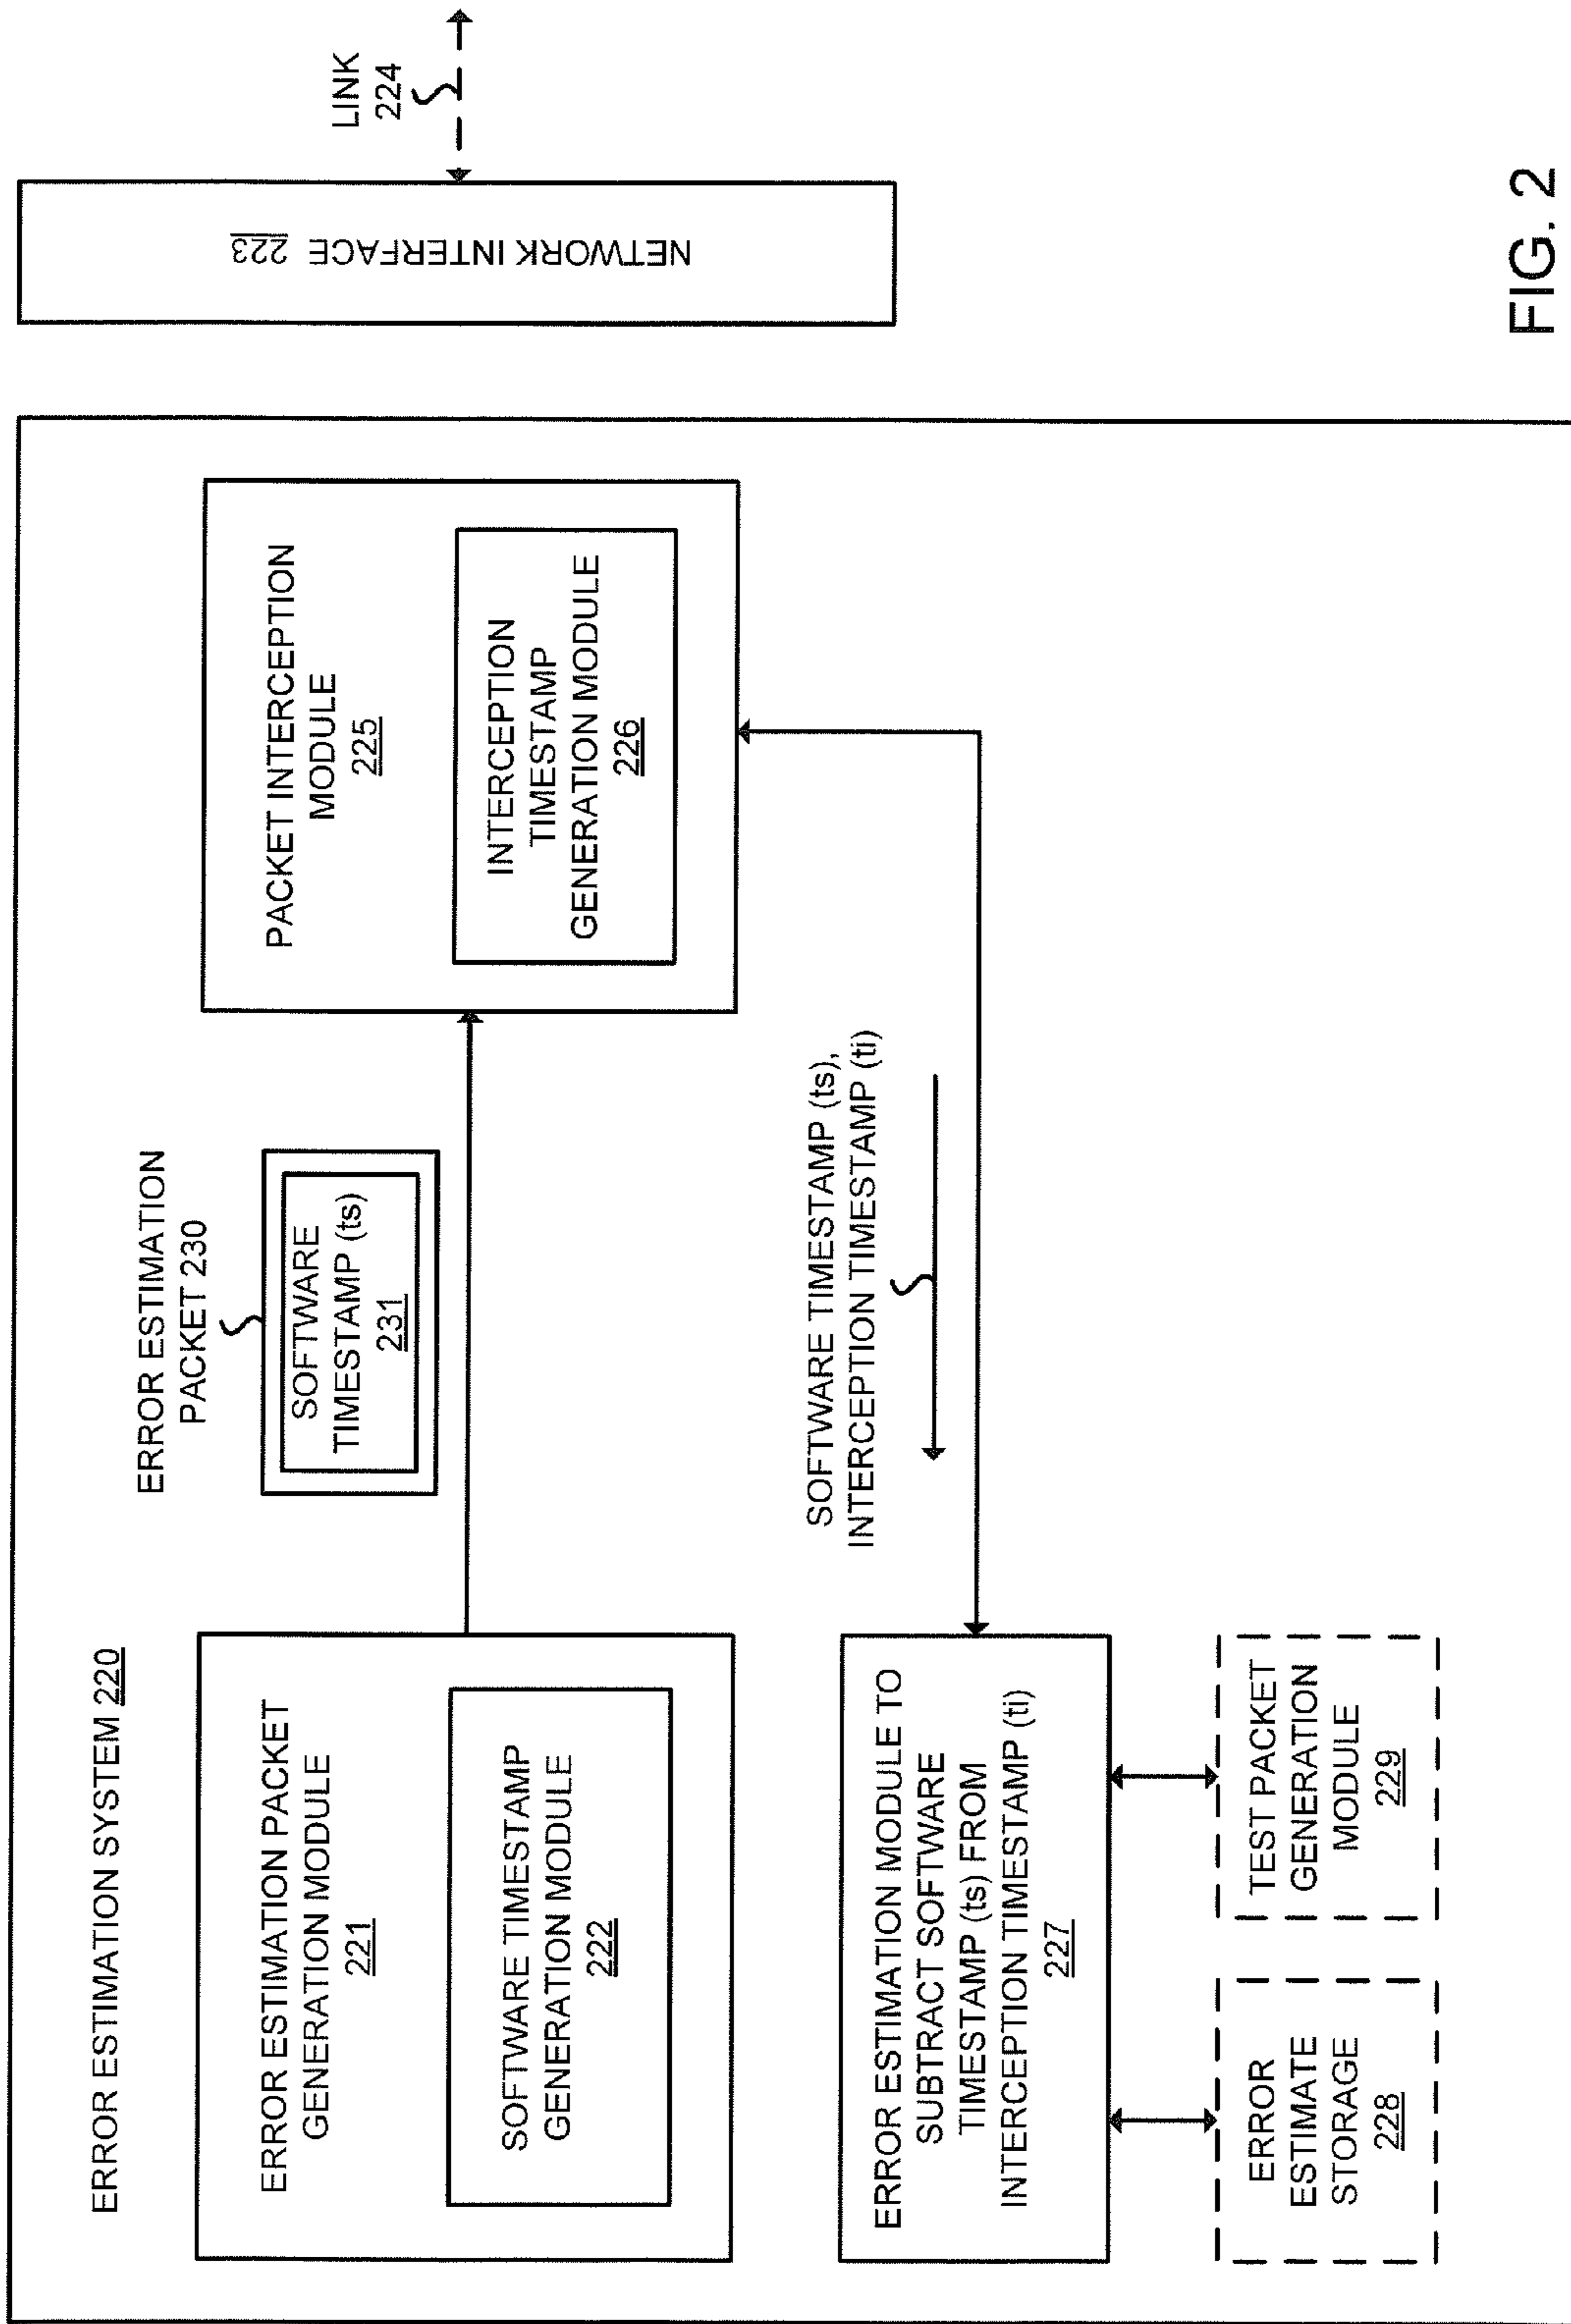 ERROR ESTIMATION SYSTEM 220
ERROR ESTIMATION PACKET
GENERATION MODULE
221
SOFTWARE TIMESTAMP
GENERATION MODULE
222
ERROR ESTIMATION
PACKET 230
SOFTWARE
TIMESTAMP (ts)
231
PACKET INTERCEPTION
MODULE
225
INTERCEPTION
TIMESTAMP
GENERATION MODULE
226
NETWORK INTERFACE 223
LINK
224
SOFTWARE TIMESTAMP (ts),
INTERCEPTION TIMESTAMP (ti)
ERROR ESTIMATION MODULE TO
SUBTRACT SOFTWARE
TIMESTAMP (ts) FROM
INTERCEPTION TIMESTAMP (ti)
227
ERROR
ESTIMATE
STORAGE
228
TEST PACKET
GENERATION
MODULE
229
FIG. 2